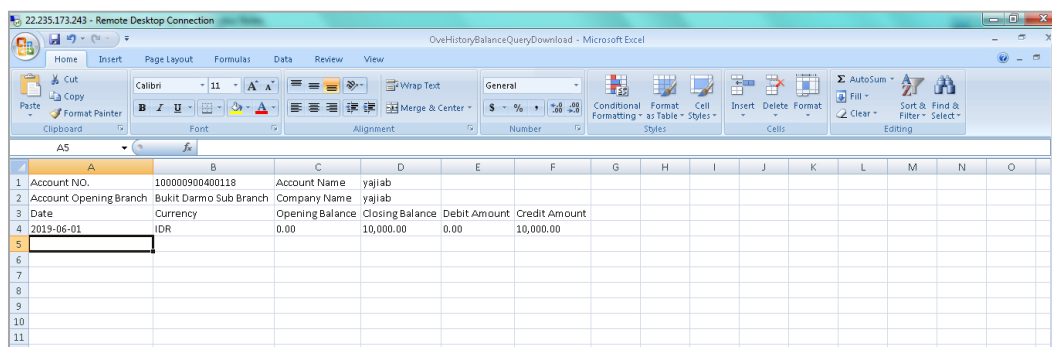 22.235.173.243 - Remote Desktop Connection
OveHistoryBalanceQueryDownload - Microsoft Excel
Home Insert Page Layout Formulas Data Review View
Paste
Cut
Copy
Format Painter
Clipboard
Calibri 11
B I U
Font
Wrap Text
Merge & Center
Alignment
General
$ % ,
Number
Conditional Formatting
Format as Table
Cell Styles
Styles
Insert Delete Format
Cells
Σ AutoSum
Fill
Clear
Sort & Filter
Find & Select
Editing
A5 fx
A B C D E F G H I J K L M N O
1 Account NO. 100000900400118 Account Name yajiab
2 Account Opening Branch Bukit Darmo Sub Branch Company Name yajiab
3 Date Currency Opening Balance Closing Balance Debit Amount Credit Amount
4 2019-06-01 IDR 0.00 10,000.00 0.00 10,000.00
5
6
7
8
9
10
11